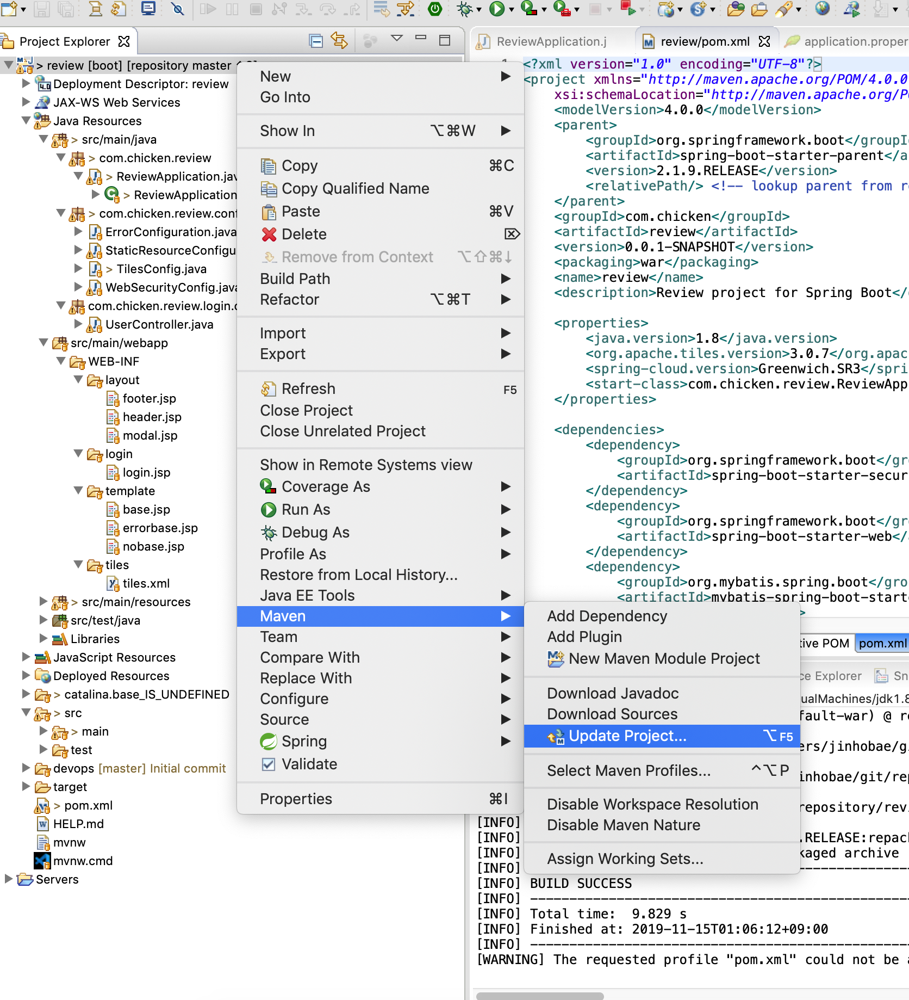 Project Explorer
> review [boot] [repository master
Deployment Descriptor: review
JAX-WS Web Services
Java Resources
> src/main/java
> com.chicken.review
> ReviewApplication.jav
> ReviewApplication
> com.chicken.review.conf
ErrorConfiguration.java
StaticResourceConfigu
> TilesConfig.java
WebSecurityConfig.java
com.chicken.review.login.c
UserController.java
src/main/webapp
WEB-INF
layout
footer.jsp
header.jsp
modal.jsp
login
login.jsp
template
base.jsp
errorbase.jsp
nobase.jsp
tiles
tiles.xml
> src/main/resources
src/test/java
Libraries
JavaScript Resources
Deployed Resources
> catalina.base_IS_UNDEFINED
> src
> main
test
devops [master] Initial commit
target
> pom.xml
HELP.md
mvnw
mvnw.cmd
Servers
New
Go Into
Show In ⌥⌘W
Copy ⌘C
Copy Qualified Name
Paste ⌘V
Delete ⌦
Remove from Context ⌥⇧⌘↓
Build Path
Refactor ⌥⌘T
Import
Export
Refresh F5
Close Project
Close Unrelated Project
Show in Remote Systems view
Coverage As
Run As
Debug As
Profile As
Restore from Local History...
Java EE Tools
Maven
Team
Compare With
Replace With
Configure
Source
Spring
Validate
Properties ⌘I
Add Dependency
Add Plugin
New Maven Module Project
Download Javadoc
Download Sources
Update Project... ⌥F5
Select Maven Profiles... ^⌥P
Disable Workspace Resolution
Disable Maven Nature
Assign Working Sets...
ReviewApplication.j review/pom.xml application.proper
<?xml version="1.0" encoding="UTF-8"?>
<project xmlns="http://maven.apache.org/POM/4.0.0
xsi:schemaLocation="http://maven.apache.org/PO
<modelVersion>4.0.0</modelVersion>
<parent>
<groupId>org.springframework.boot</groupId
<artifactId>spring-boot-starter-parent</a
<version>2.1.9.RELEASE</version>
<relativePath/> <!-- lookup parent from r
</parent>
<groupId>com.chicken</groupId>
<artifactId>review</artifactId>
<version>0.0.1-SNAPSHOT</version>
<packaging>war</packaging>
<name>review</name>
<description>Review project for Spring Boot</
<properties>
<java.version>1.8</java.version>
<org.apache.tiles.version>3.0.7</org.apac
<spring-cloud.version>Greenwich.SR3</spri
<start-class>com.chicken.review.ReviewApp
</properties>
<dependencies>
<dependency>
<groupId>org.springframework.boot</gr
<artifactId>spring-boot-starter-secur
</dependency>
<dependency>
<groupId>org.springframework.boot</gr
<artifactId>spring-boot-starter-web</
</dependency>
<dependency>
<groupId>org.mybatis.spring.boot</gro
<artifactId>mybatis-spring-boot-start
>
tive POM pom.xml
ce Explorer Sn
ualMachines/jdk1.8
fault-war) @ re
ers/jinhobae/g
inhobae/git/rep
repository/rev
[INFO]
[INFO] .RELEASE:repack
[INFO] kaged archive
[INFO] ----------
[INFO] BUILD SUCCESS
[INFO] ------------------------------------------------
[INFO] Total time:  9.829 s
[INFO] Finished at: 2019-11-15T01:06:12+09:00
[INFO] ------------------------------------------------
[WARNING] The requested profile "pom.xml" could not be a